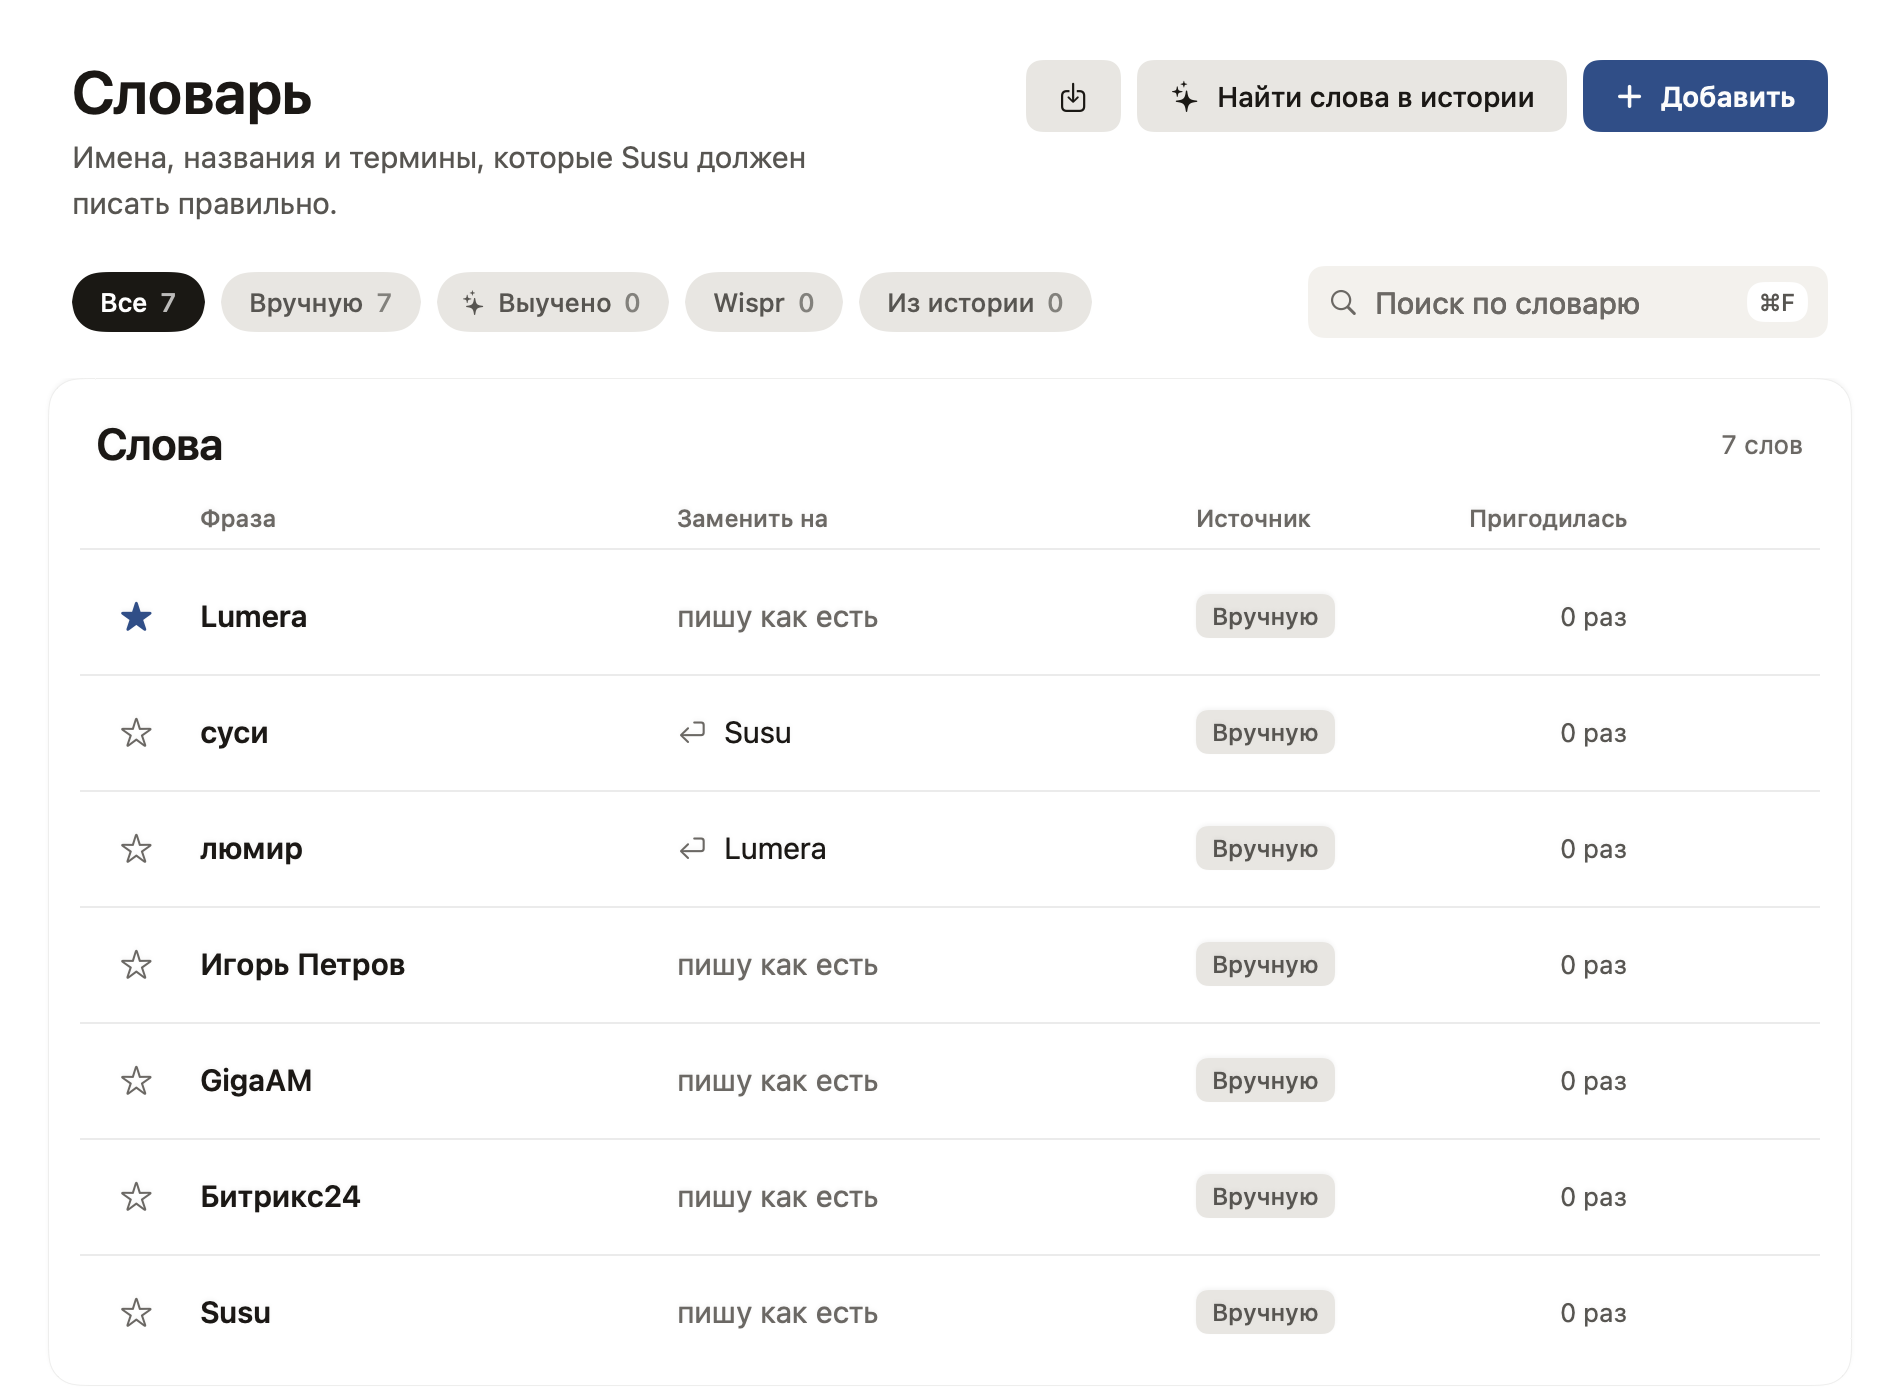 Словарь
Найти слова в истории
Добавить
Имена, названия и термины, которые Susu должен
писать правильно.
Все 7
Вручную 7
Выучено 0
Wispr 0
Из истории 0
Поиск по словарю
⌘F
Слова
7 слов
Фраза Заменить на Источник Пригодилась
Lumera пишу как есть Вручную 0 раз
суси Susu Вручную 0 раз
люмир Lumera Вручную 0 раз
Игорь Петров пишу как есть Вручную 0 раз
GigaAM пишу как есть Вручную 0 раз
Битрикс24 пишу как есть Вручную 0 раз
Susu пишу как есть Вручную 0 раз